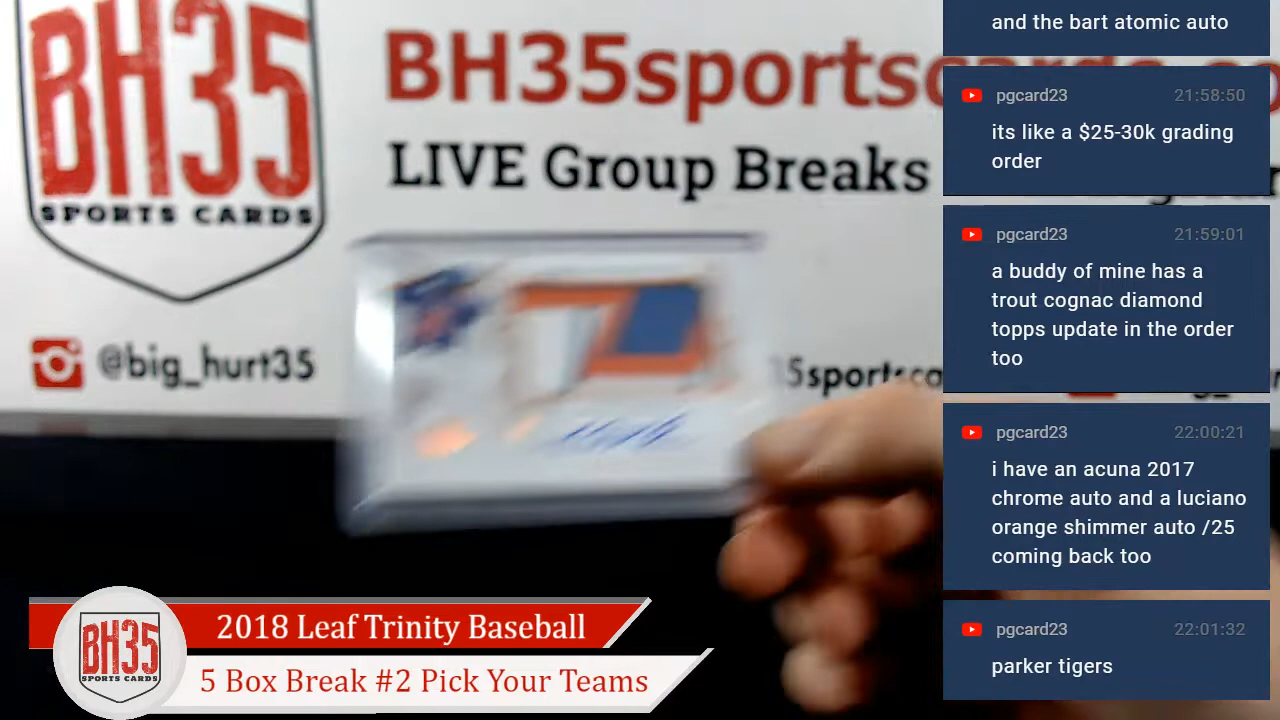 BH35
SPORTS CARDS
BH35sportsc
LIVE Group Breaks
@big_hurt35
5sportsca
and the bart atomic auto
pgcard23 21:58:50
its like a $25-30k grading
order
pgcard23 21:59:01
a buddy of mine has a
trout cognac diamond
topps update in the order
too
pgcard23 22:00:21
i have an acuna 2017
chrome auto and a luciano
orange shimmer auto /25
coming back too
pgcard23 22:01:32
parker tigers
BH35
SPORTS CARDS
2018 Leaf Trinity Baseball
5 Box Break #2 Pick Your Teams